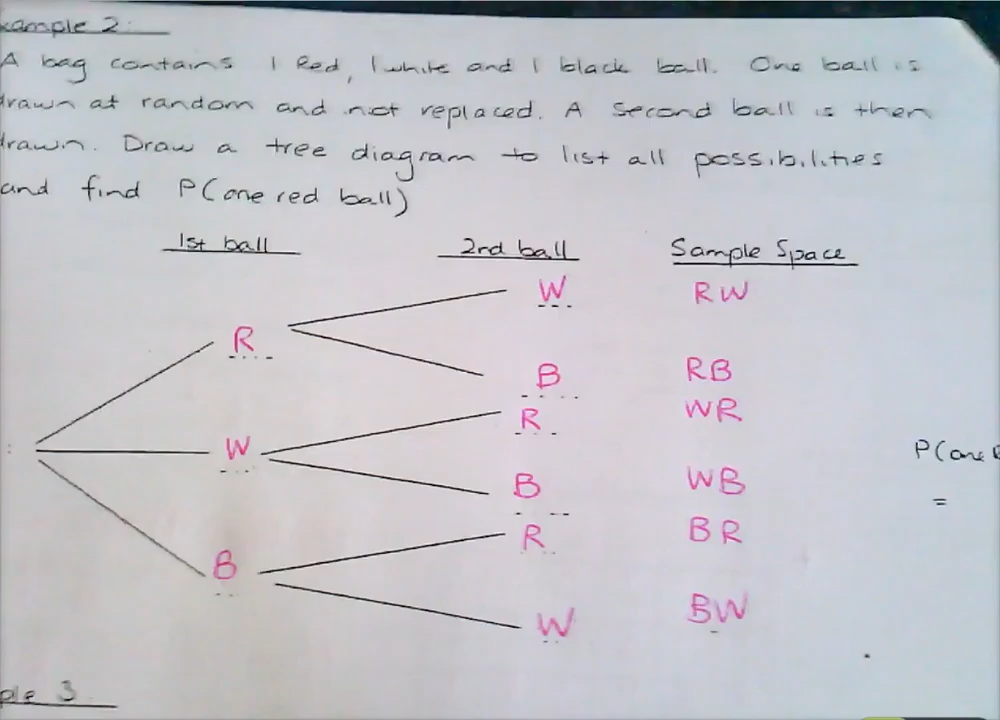 xample 2:
A bag contains 1 Red, 1 white and 1 black ball. One ball is
drawn at random and not replaced. A second ball is then
drawn. Draw a tree diagram to list all possibilities
and find P(one red ball)
1st ball 2nd ball Sample Space
W RW
R
B RB
R WR
W
B WB
P(one
=
R BR
B
W BW
ple 3